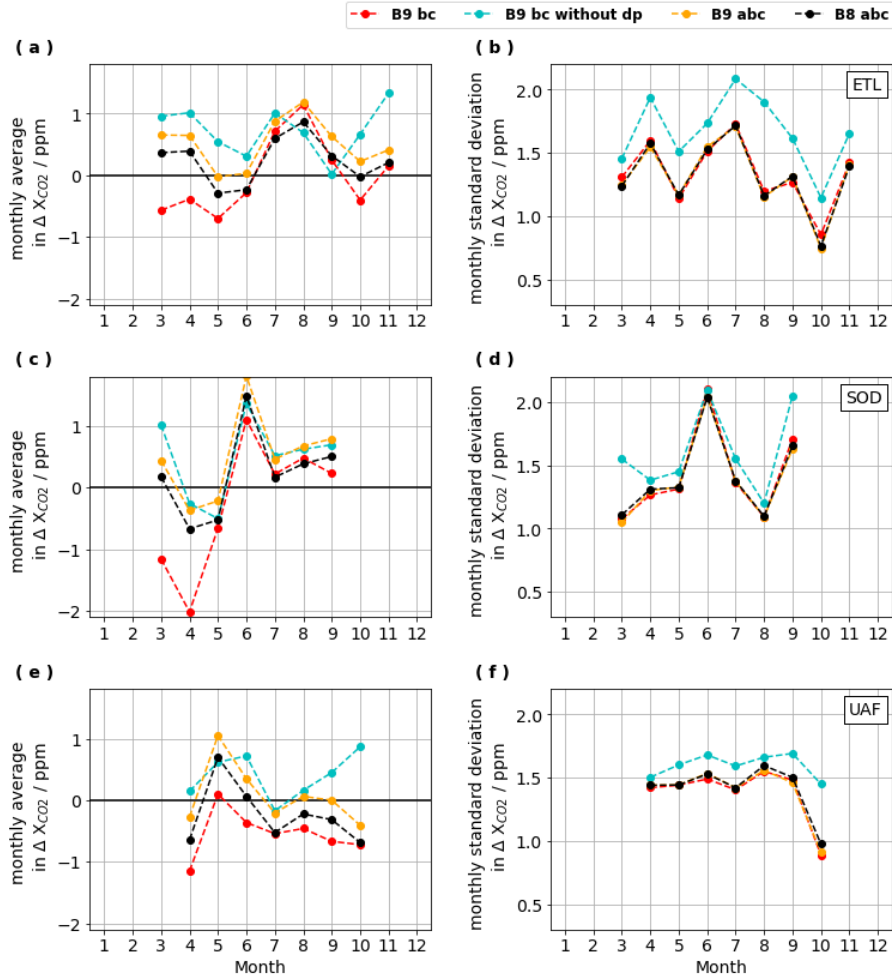 B9 bc B9 bc without dp B9 abc B8 abc
( a ) ( b )
monthly average
in Δ X_CO2 / ppm
1
0
−1
−2
1 2 3 4 5 6 7 8 9 10 11 12
monthly standard deviation
in Δ X_CO2 / ppm
ETL
2.0
1.5
1.0
0.5
1 2 3 4 5 6 7 8 9 10 11 12
( c ) ( d )
monthly average
in Δ X_CO2 / ppm
1
0
−1
−2
1 2 3 4 5 6 7 8 9 10 11 12
monthly standard deviation
in Δ X_CO2 / ppm
SOD
2.0
1.5
1.0
0.5
1 2 3 4 5 6 7 8 9 10 11 12
( e ) ( f )
monthly average
in Δ X_CO2 / ppm
1
0
−1
−2
1 2 3 4 5 6 7 8 9 10 11 12
Month
monthly standard deviation
in Δ X_CO2 / ppm
UAF
2.0
1.5
1.0
0.5
1 2 3 4 5 6 7 8 9 10 11 12
Month